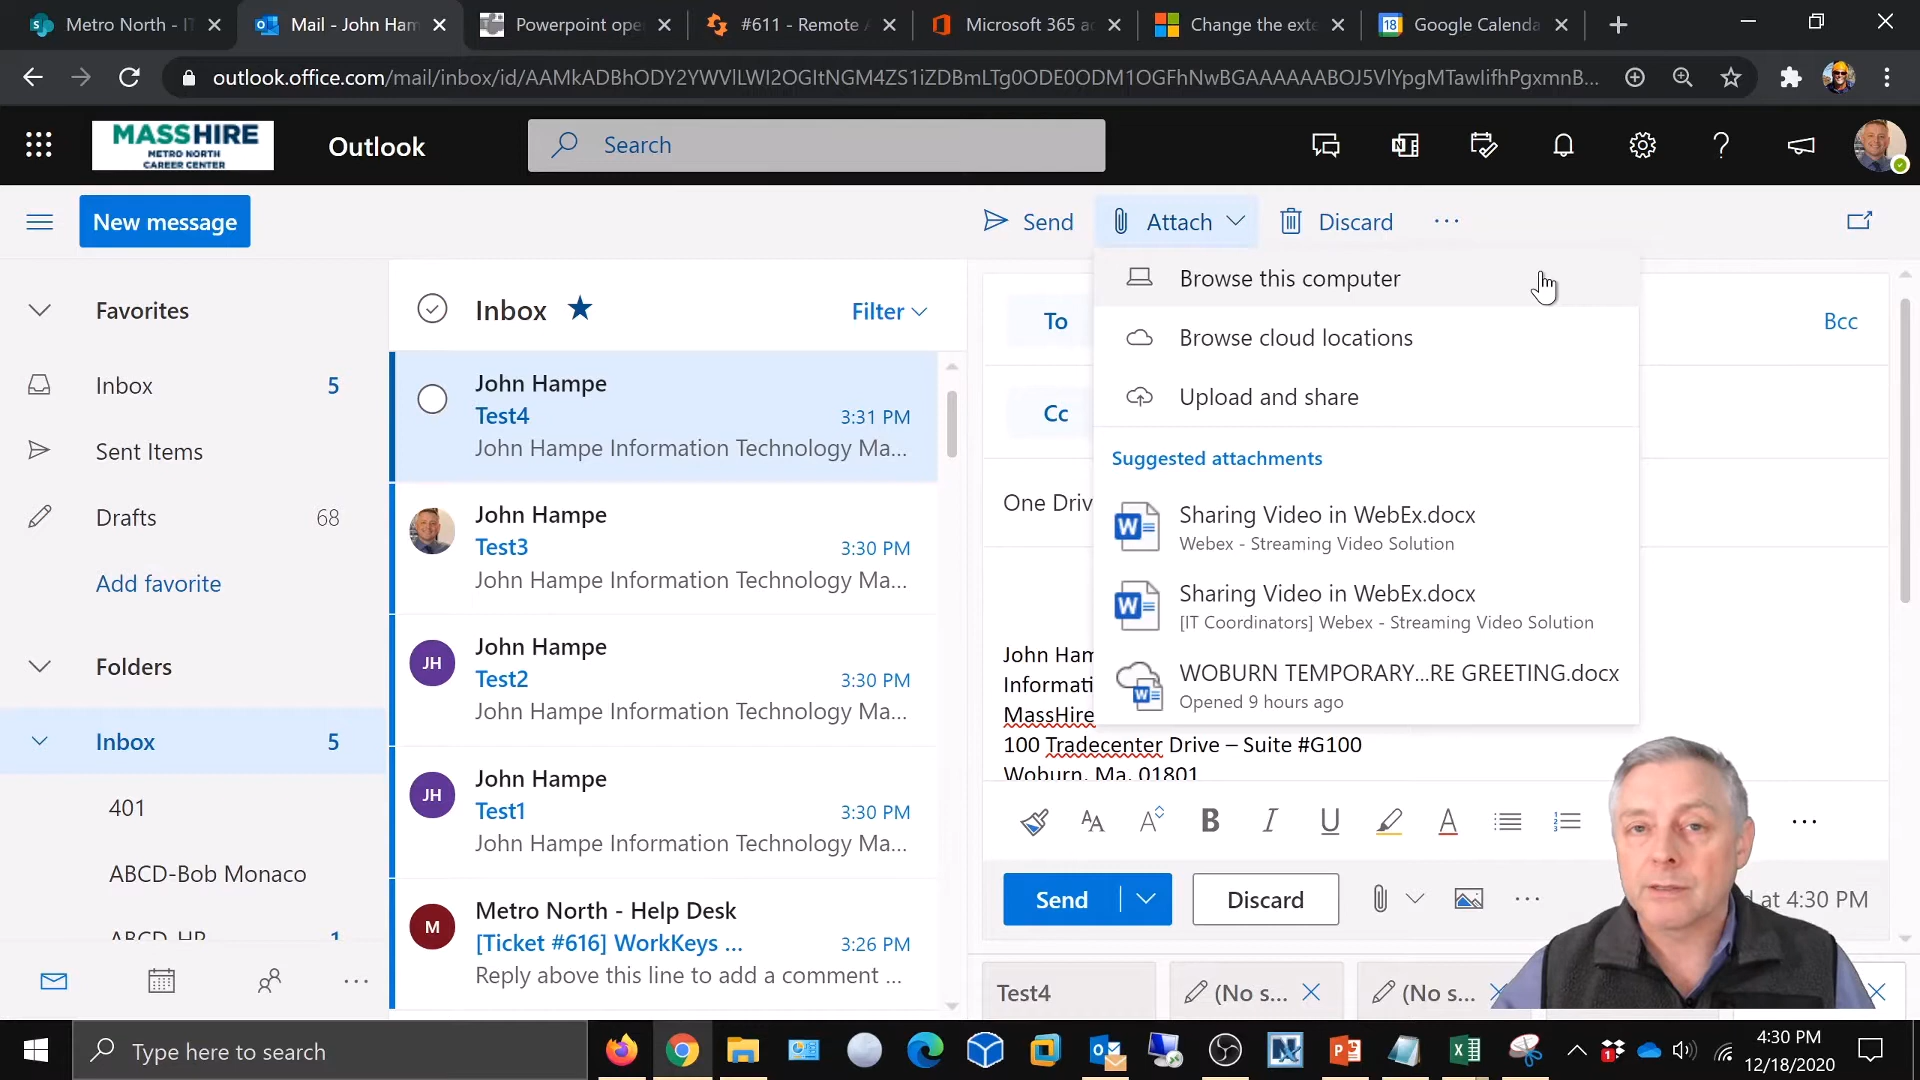 Metro North - IT
Mail - John Ham
Powerpoint ope
#611 - Remote A
Microsoft 365 ac
Change the exte
18
Google Calenda
outlook.office.com/mail/inbox/id/AAMkADBhODY2YWVlLWI2OGItNGM4ZS1iZDBmLTg0ODE0ODM1OGFhNwBGAAAAAABOJ5VlYpgMTawIifhPgxmnB...
MASSHIRE
METRO NORTH
CAREER CENTER
Outlook
Search
New message
Send
Attach
Discard
Favorites
Inbox 5
Sent Items
Drafts 68
Add favorite
Folders
Inbox 5
401
ABCD-Bob Monaco
ABCD-HR 1
Inbox
Filter
John Hampe
Test4 3:31 PM
John Hampe Information Technology Ma...
John Hampe
Test3 3:30 PM
John Hampe Information Technology Ma...
JH
John Hampe
Test2 3:30 PM
John Hampe Information Technology Ma...
JH
John Hampe
Test1 3:30 PM
John Hampe Information Technology Ma...
M
Metro North - Help Desk
[Ticket #616] WorkKeys ... 3:26 PM
Reply above this line to add a comment ...
To
Bcc
Cc
One Driv
Browse this computer
Browse cloud locations
Upload and share
Suggested attachments
Sharing Video in WebEx.docx
Webex - Streaming Video Solution
Sharing Video in WebEx.docx
[IT Coordinators] Webex - Streaming Video Solution
WOBURN TEMPORARY...RE GREETING.docx
Opened 9 hours ago
John Ham
Informati
MassHire
100 Tradecenter Drive – Suite #G100
Woburn, Ma. 01801
Send
Discard
d at 4:30 PM
Test4
(No s...
(No s...
Type here to search
4:30 PM
12/18/2020